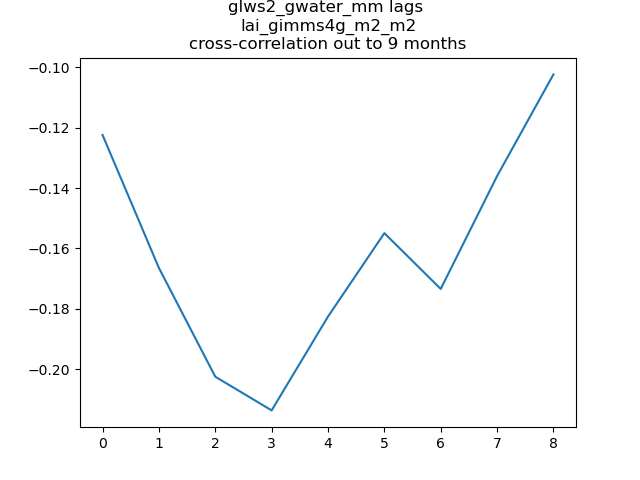 glws2_gwater_mm lags
lai_gimms4g_m2_m2
cross-correlation out to 9 months
−0.10
−0.12
−0.14
−0.16
−0.18
−0.20
0 1 2 3 4 5 6 7 8